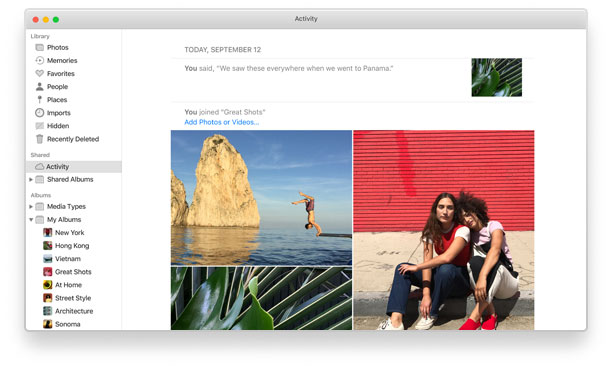 Activity
Library
Photos
Memories
Favorites
People
Places
Imports
Hidden
Recently Deleted
Shared
Activity
Shared Albums
Albums
Media Types
My Albums
New York
Hong Kong
Vietnam
Great Shots
At Home
Street Style
Architecture
Sonoma
TODAY, SEPTEMBER 12
You said, “We saw these everywhere when we went to Panama.”
You joined "Great Shots"
Add Photos or Videos...